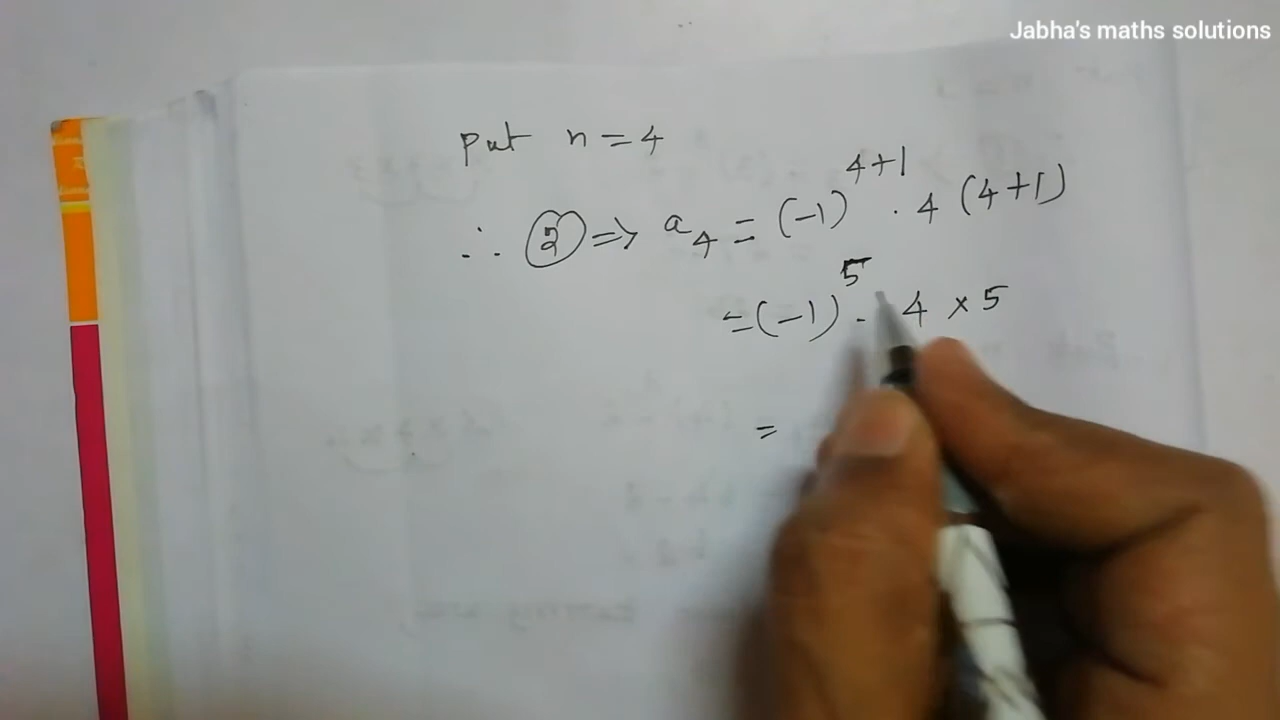 Jabha's maths solutions
put n = 4
∴ ② ⇒ a₄ = (-1)⁴⁺¹ . 4 (4+1)
= (-1)⁵ . 4 × 5
=